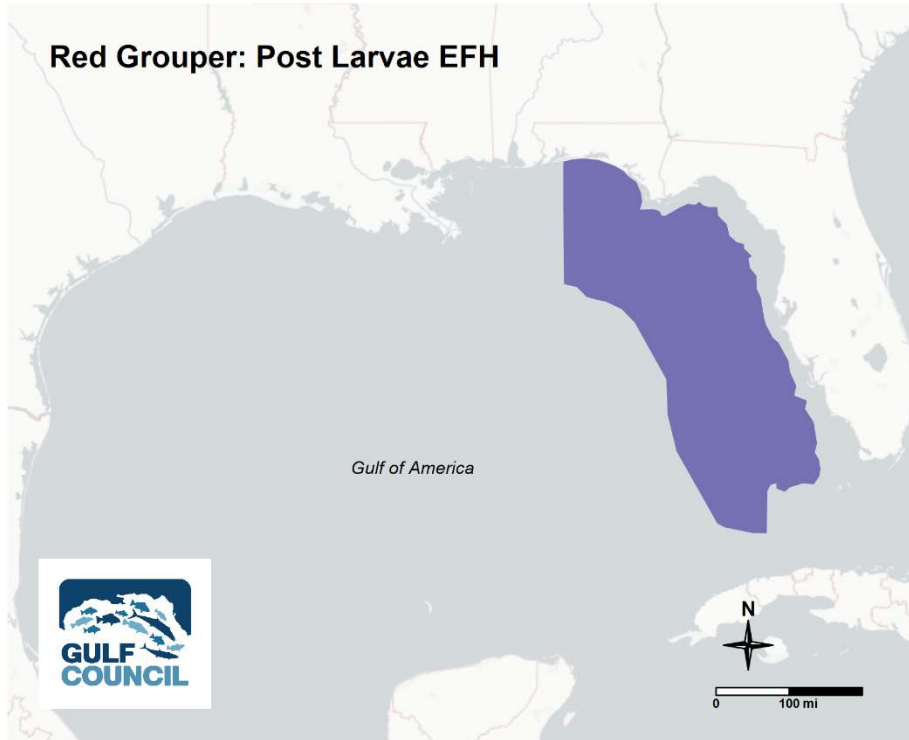 Red Grouper: Post Larvae EFH
Gulf of America
GULF
COUNCIL
N
0 100 mi